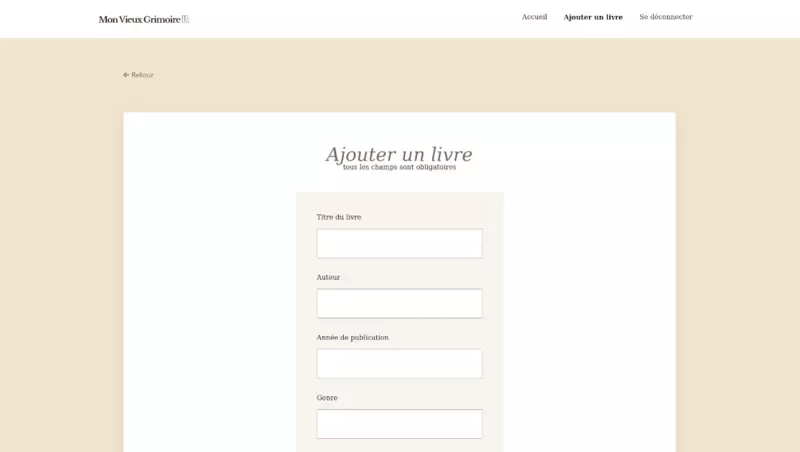 Mon Vieux Grimoire
Accueil Ajouter un livre Se déconnecter
← Retour
Ajouter un livre
tous les champs sont obligatoires
Titre du livre
Auteur
Année de publication
Genre